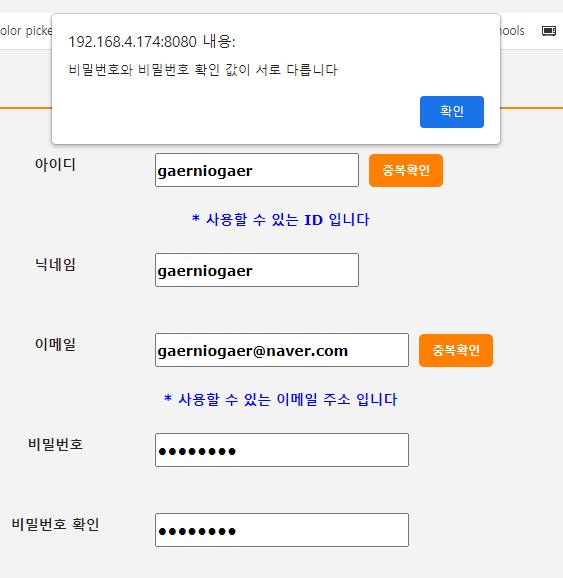 olor picke
192.168.4.174:8080 내용:
비밀번호와 비밀번호 확인 값이 서로 다릅니다
확인
아이디 gaerniogaer 중복확인
* 사용할 수 있는 ID 입니다
닉네임 gaerniogaer
이메일 gaerniogaer@naver.com 중복확인
* 사용할 수 있는 이메일 주소 입니다
비밀번호 ●●●●●●●●
비밀번호 확인 ●●●●●●●●